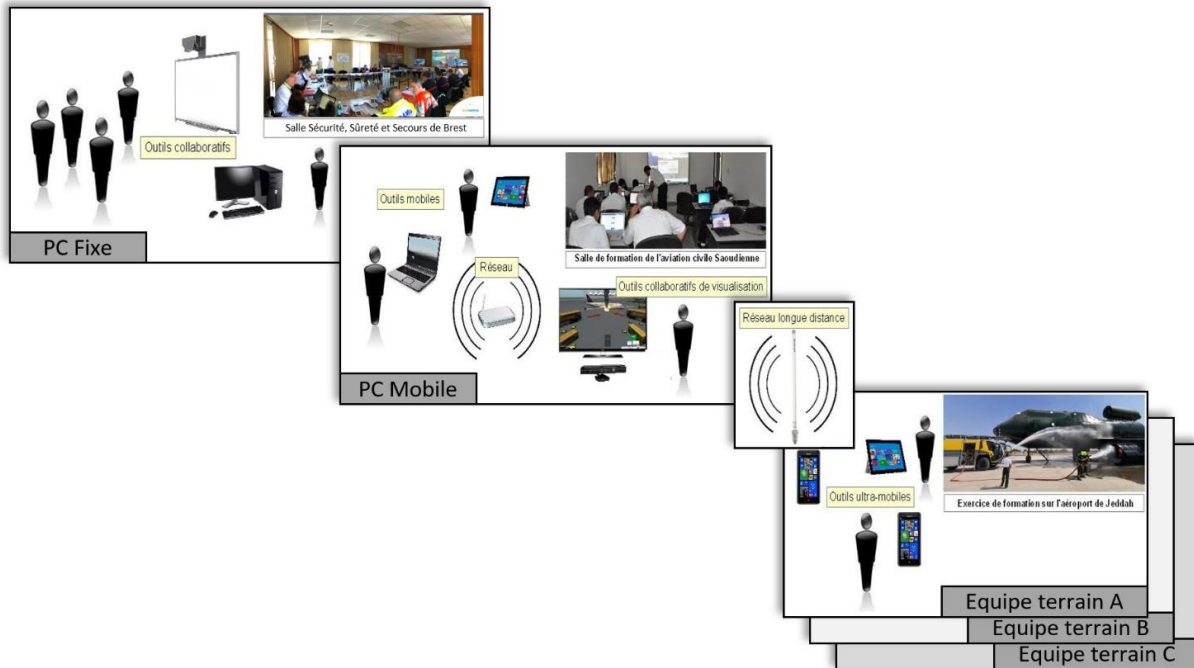 Outils collaboratifs
Salle Sécurité, Sûreté et Secours de Brest
PC Fixe
Outils mobiles
Réseau
Salle de formation de l'aviation civile Saoudienne
Outils collaboratifs de visualisation
PC Mobile
Réseau longue distance
Outils ultra-mobiles
Exercice de formation sur l'aéroport de Jeddah
Equipe terrain A
Equipe terrain B
Equipe terrain C